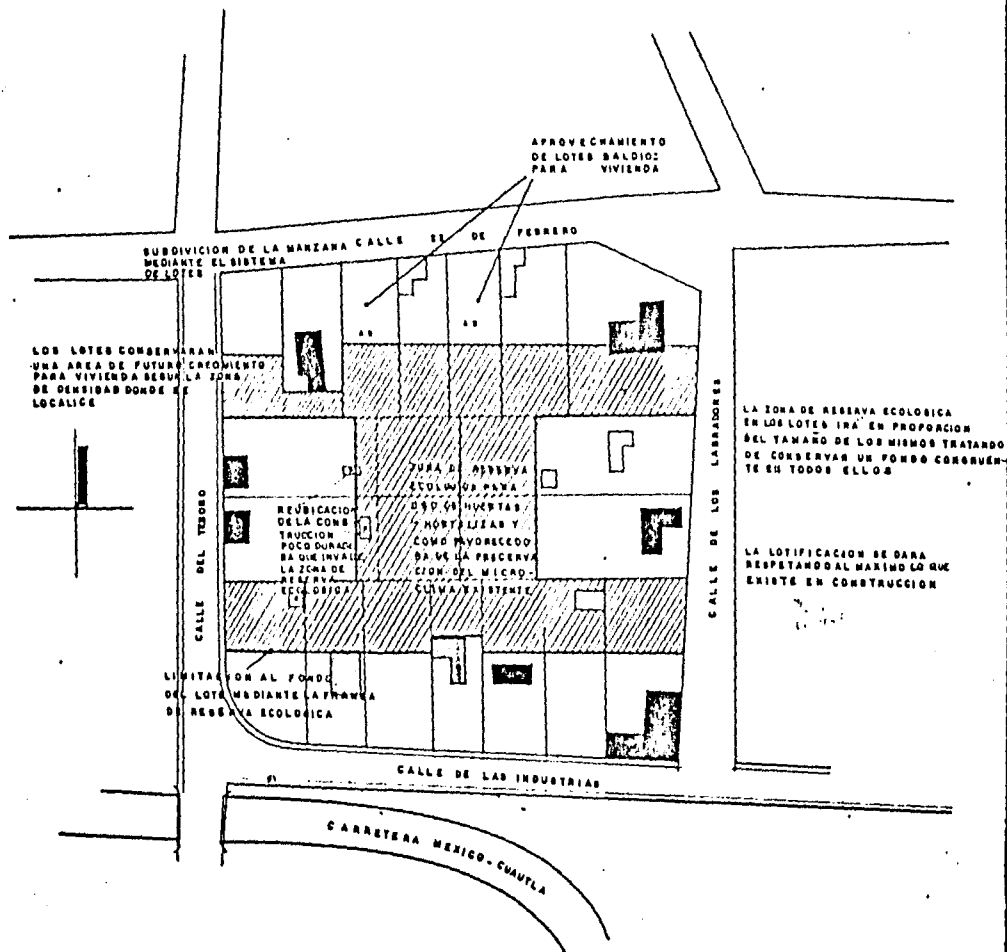 APROVECHAMIENTO
DE LOTES BALDIOS
PARA VIVIENDA
SUBDIVICION DE LA MANZANA
MEDIANTE EL SISTEMA
DE LOTES
CALLE 22 DE FEBRERO
AB
AB
LOS LOTES CONSERVARAN
UNA AREA DE FUTURO CRECIMIENTO
PARA VIVIENDA SEGUN LA ZONA
DE DENSIDAD DONDE SE
LOCALICE
LA ZONA DE RESERVA ECOLOGICA
EN LOS LOTES IRA EN PROPORCION
DEL TAMAÑO DE LOS MISMOS TRATANDO
DE CONSERVAR UN FONDO CONGRUEN-
TE EN TODOS ELLOS
ZONA DE RESERVA
ECOLOGICA PARA
USO DE HUERTAS
HORTALIZAS Y
COMO FAVORECEDO
RA DE LA PRESERVA
CION DEL MICRO-
CLIMA EXISTENTE
REUBICACION
DE LA CONS
TRUCCION
POCO DURADE
RA QUE INVADE
LA ZONA DE
RESERVA
ECOLOGICA
CALLE DEL TESORO
CALLE DE LOS LABRADORES
LA LOTIFICACION SE DARA
RESPETANDO AL MAXIMO LO QUE
EXISTE EN CONSTRUCCION
LIMITACION AL FONDO
DEL LOTE MEDIANTE LA FRANJA
DE RESERVA ECOLOGICA
CALLE DE LAS INDUSTRIAS
CARRETERA MEXICO-CUAUTLA